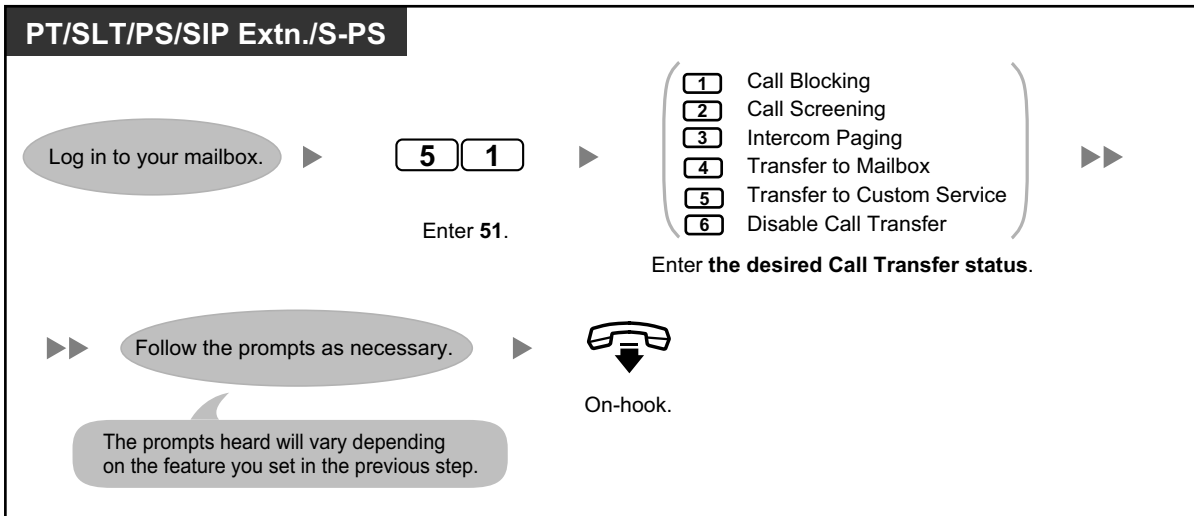 PT/SLT/PS/SIP Extn./S-PS
Log in to your mailbox.
5 1
Enter 51.
1 Call Blocking
2 Call Screening
3 Intercom Paging
4 Transfer to Mailbox
5 Transfer to Custom Service
6 Disable Call Transfer
Enter the desired Call Transfer status.
Follow the prompts as necessary.
The prompts heard will vary depending
on the feature you set in the previous step.
On-hook.